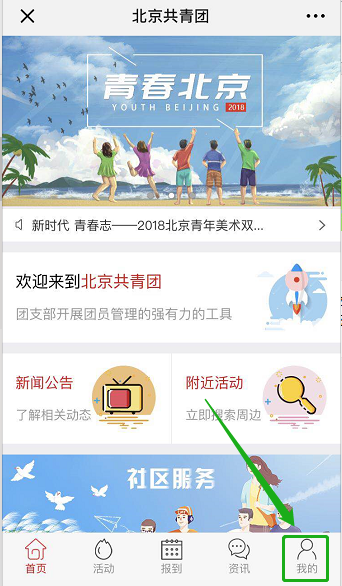 北京共青团
青春北京
YOUTH BEIJING 2018
新时代 青春志——2018北京青年美术双...
欢迎来到北京共青团
团支部开展团员管理的强有力的工具
新闻公告
了解相关动态
附近活动
立即搜索周边
社区服务
首页
活动
报到
资讯
我的